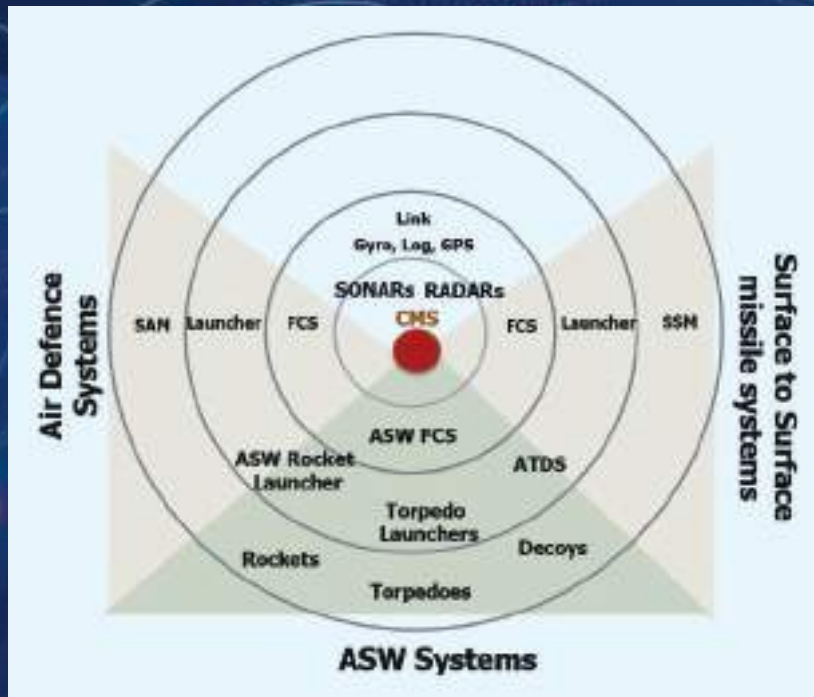 Link
Gyro, Log, GPS
SONARs RADARs
CMS
SAM
Launcher
FCS
FCS
Launcher
SSM
Air Defence
Systems
Surface to Surface
missile systems
ASW FCS
ASW Rocket
Launcher
ATDS
Torpedo
Launchers
Rockets
Decoys
Torpedoes
ASW Systems